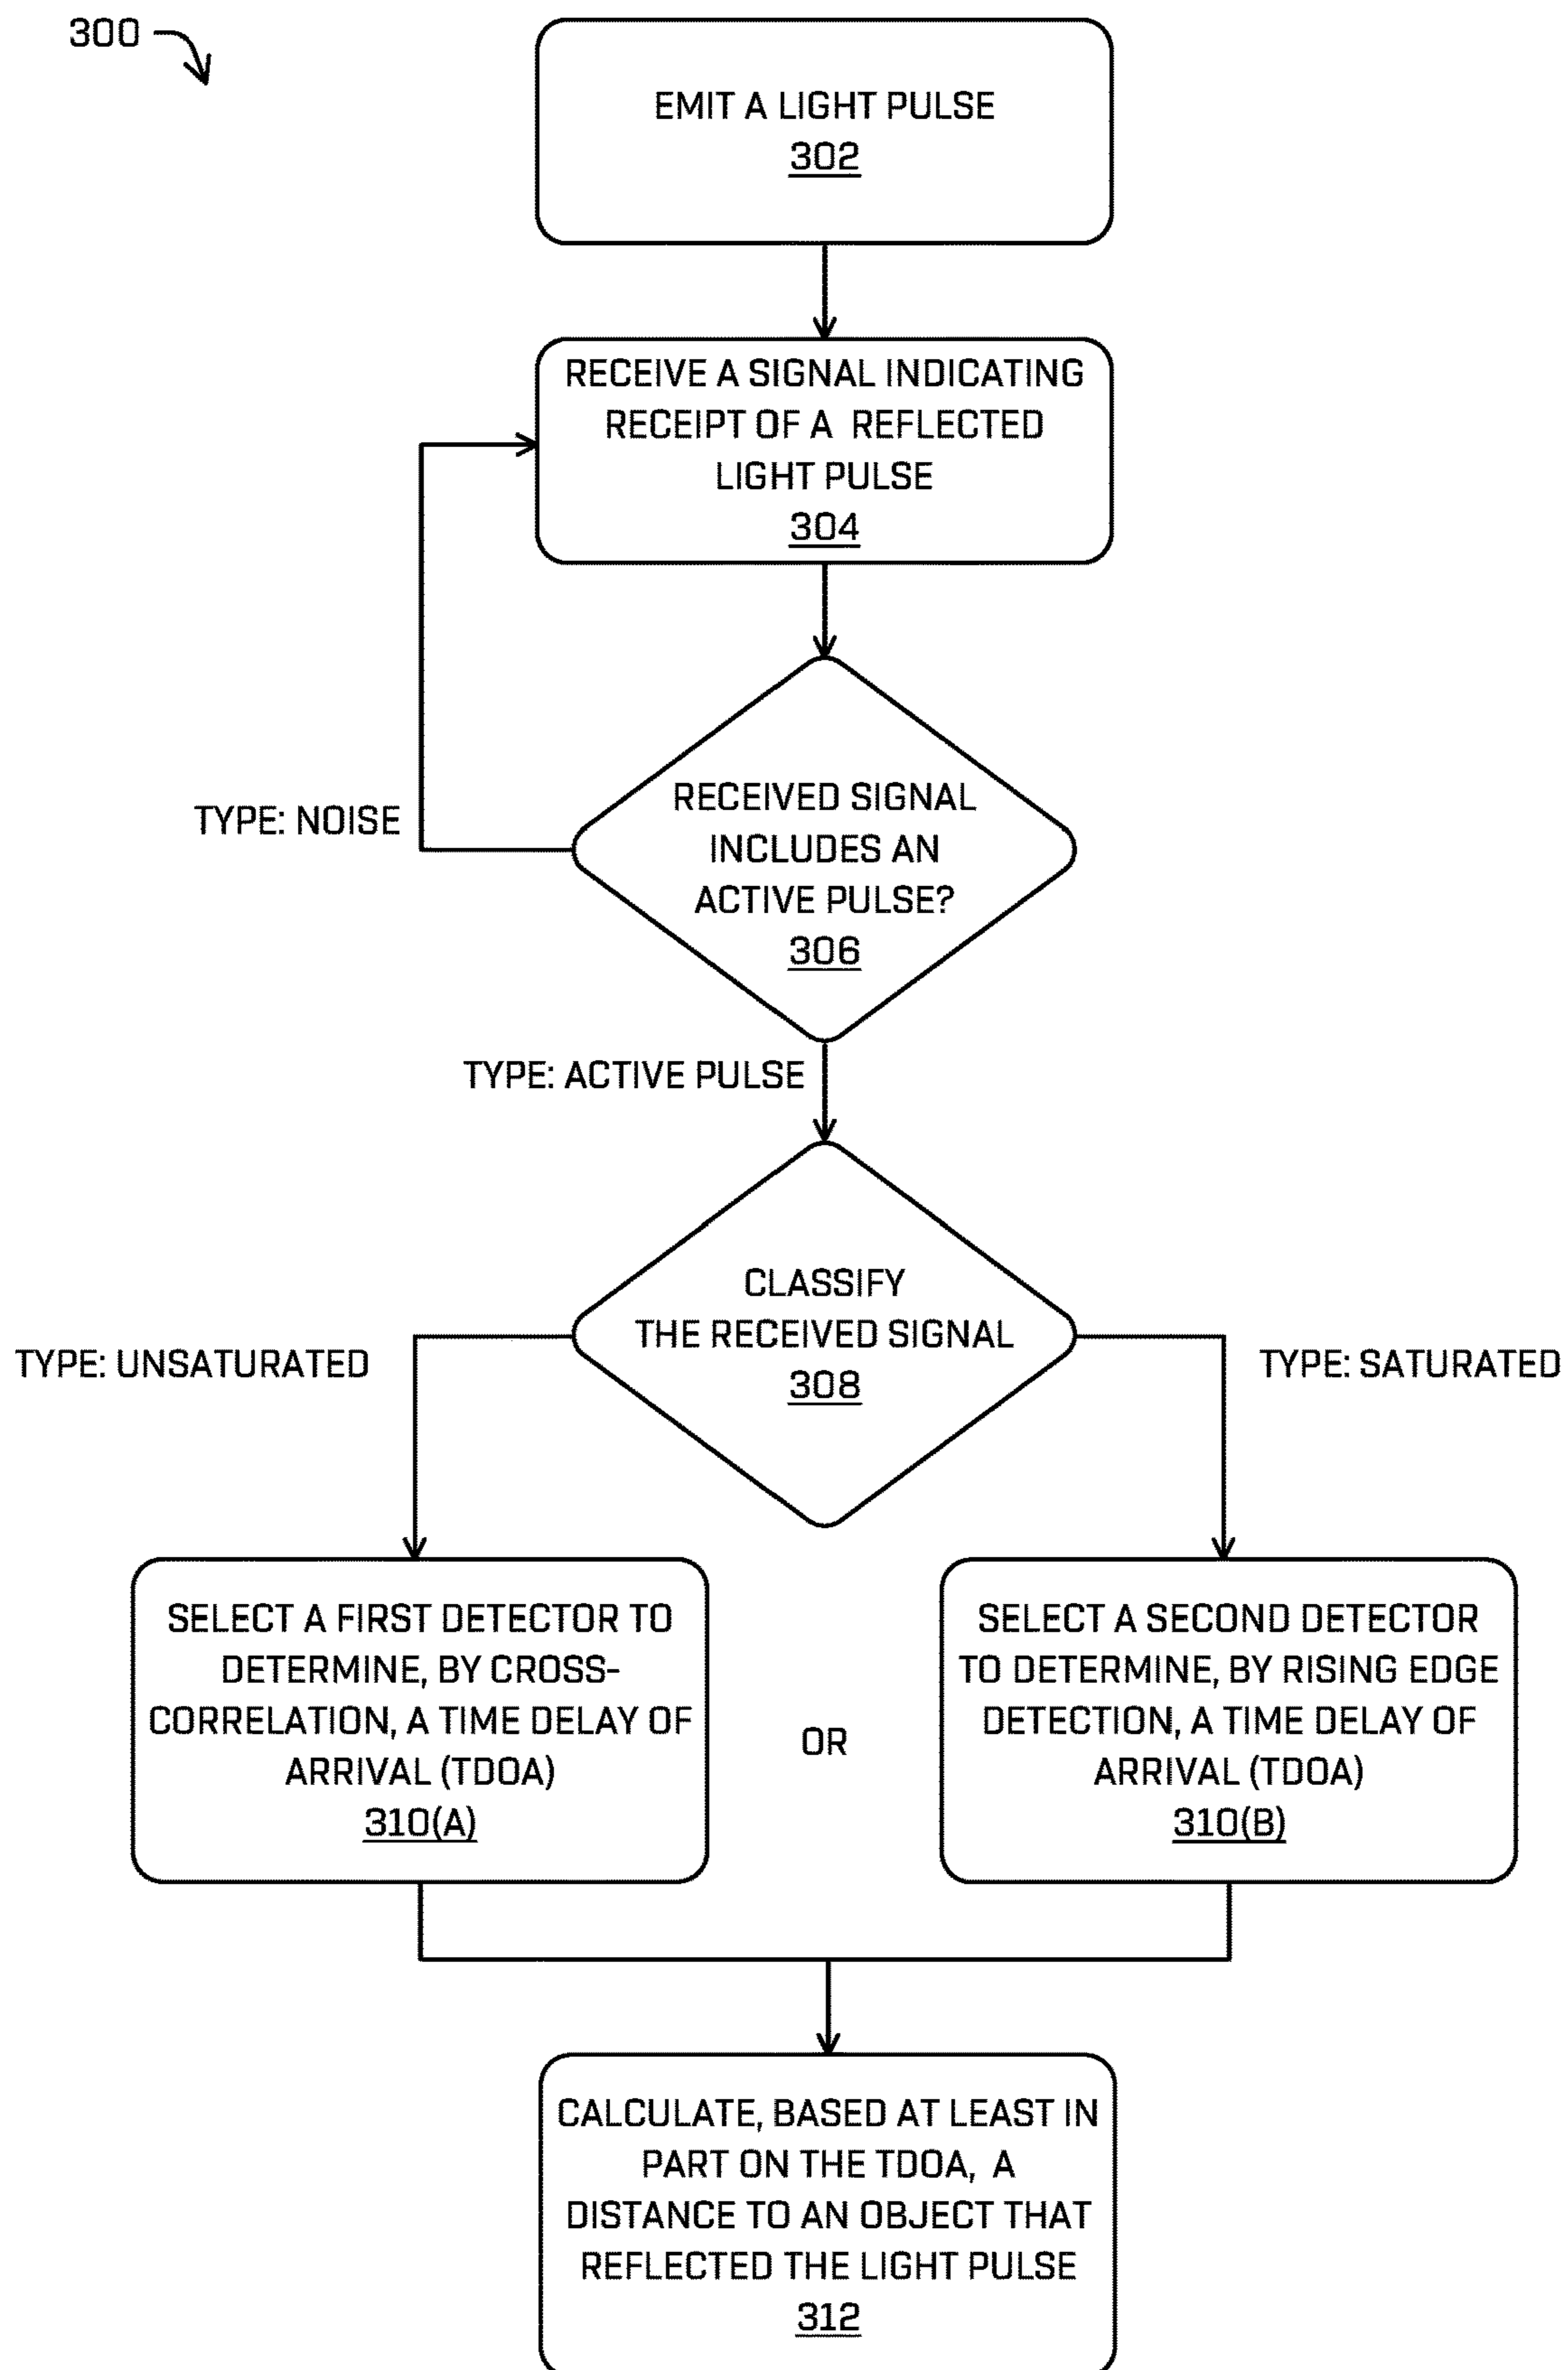 300
EMIT A LIGHT PULSE
302
RECEIVE A SIGNAL INDICATING
RECEIPT OF A REFLECTED
LIGHT PULSE
304
TYPE: NOISE
RECEIVED SIGNAL
INCLUDES AN
ACTIVE PULSE?
306
TYPE: ACTIVE PULSE
CLASSIFY
THE RECEIVED SIGNAL
308
TYPE: UNSATURATED
TYPE: SATURATED
SELECT A FIRST DETECTOR TO
DETERMINE, BY CROSS-
CORRELATION, A TIME DELAY OF
ARRIVAL (TDOA)
310(A)
OR
SELECT A SECOND DETECTOR
TO DETERMINE, BY RISING EDGE
DETECTION, A TIME DELAY OF
ARRIVAL (TDOA)
310(B)
CALCULATE, BASED AT LEAST IN
PART ON THE TDOA, A
DISTANCE TO AN OBJECT THAT
REFLECTED THE LIGHT PULSE
312